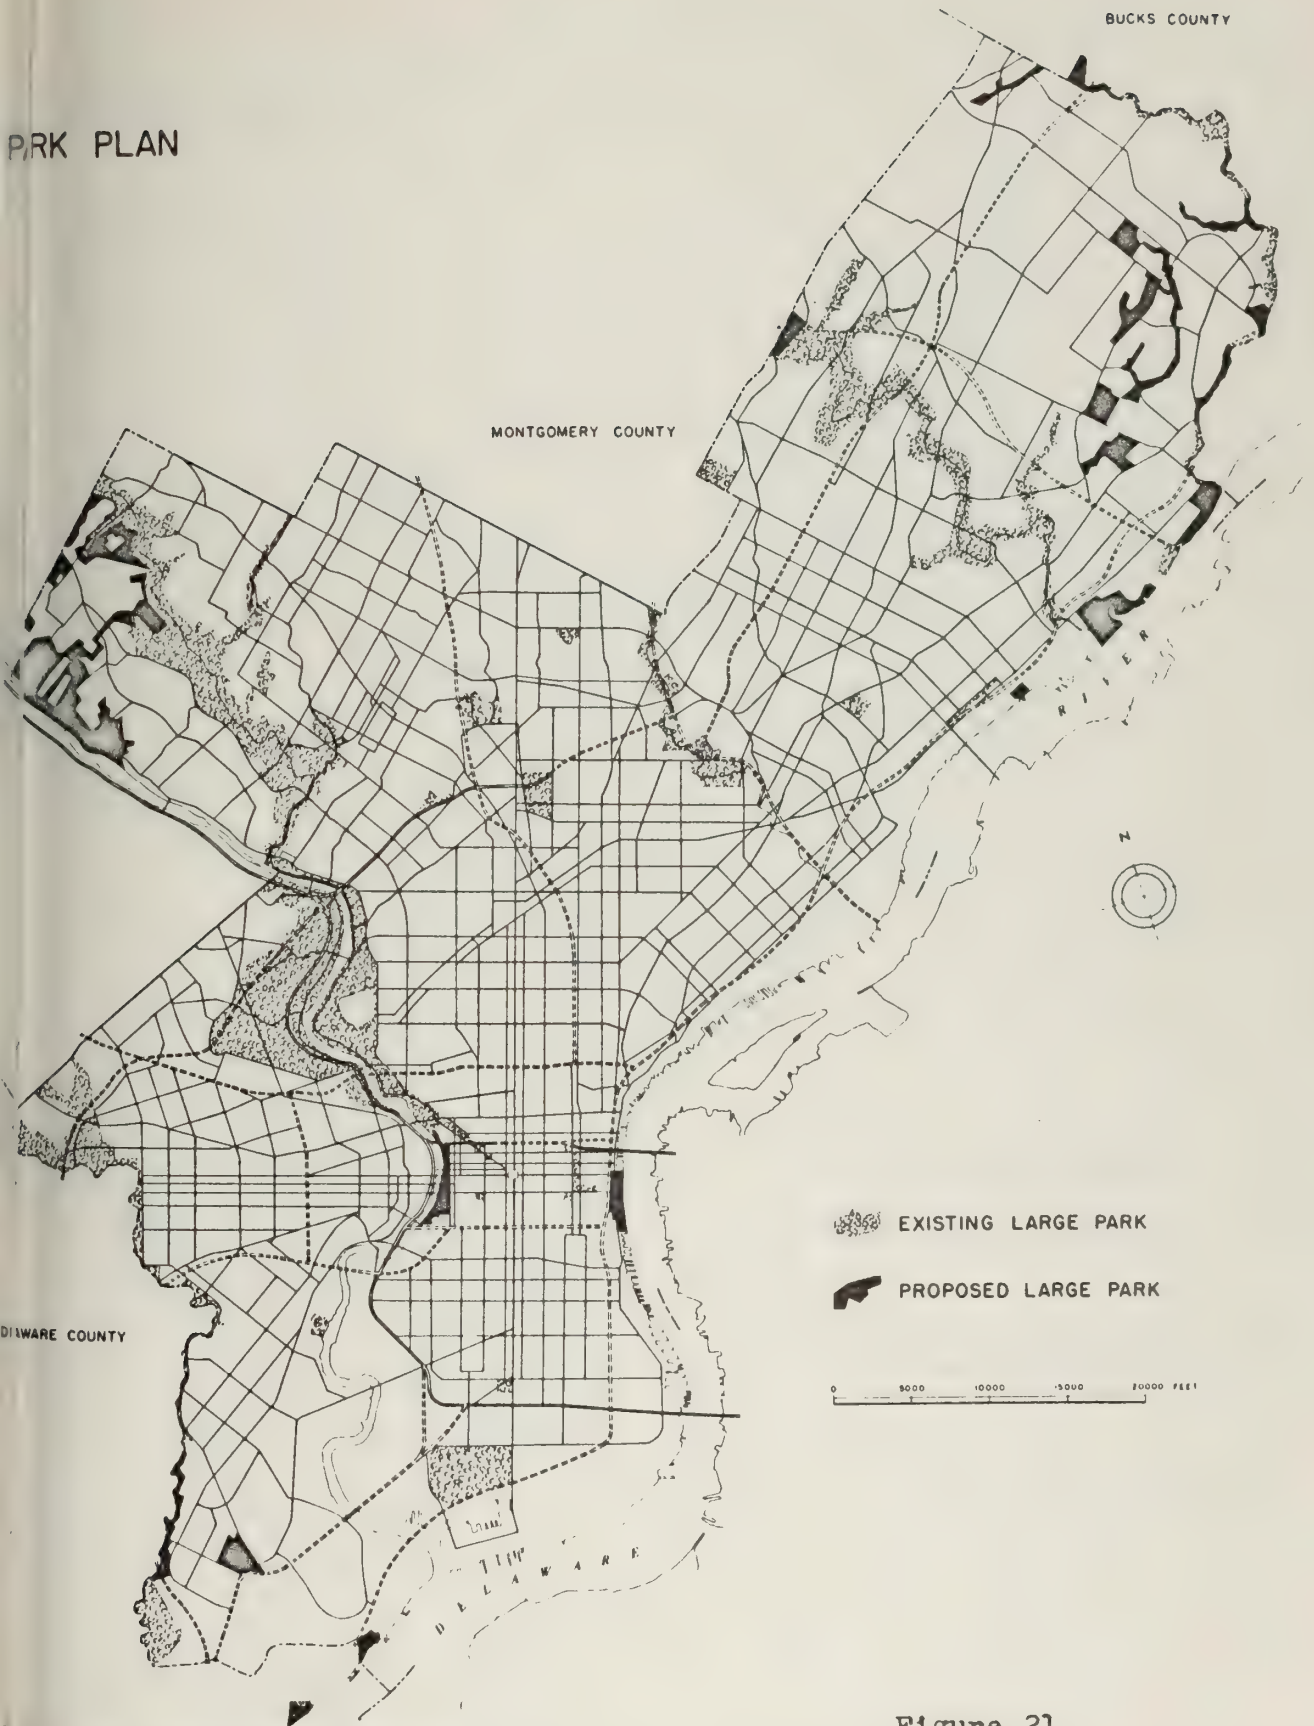 BUCKS COUNTY
PARK PLAN
MONTGOMERY COUNTY
RIVER
N
EXISTING LARGE PARK
PROPOSED LARGE PARK
DELAWARE COUNTY
0 5000 10000 15000 20000 FEET
DELAWARE
Figure 21